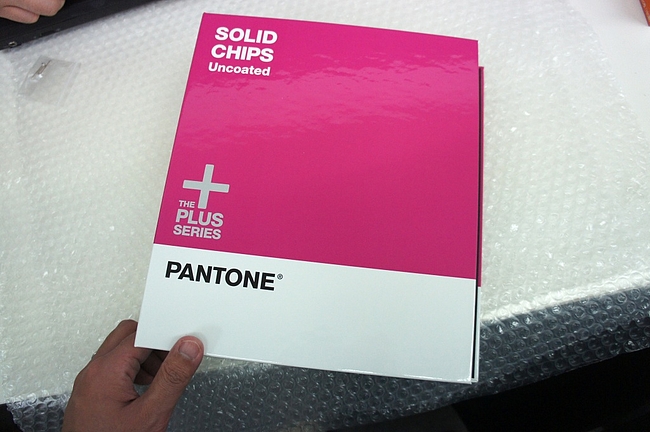 SOLID
CHIPS
Uncoated
THE
PLUS
SERIES
PANTONE®